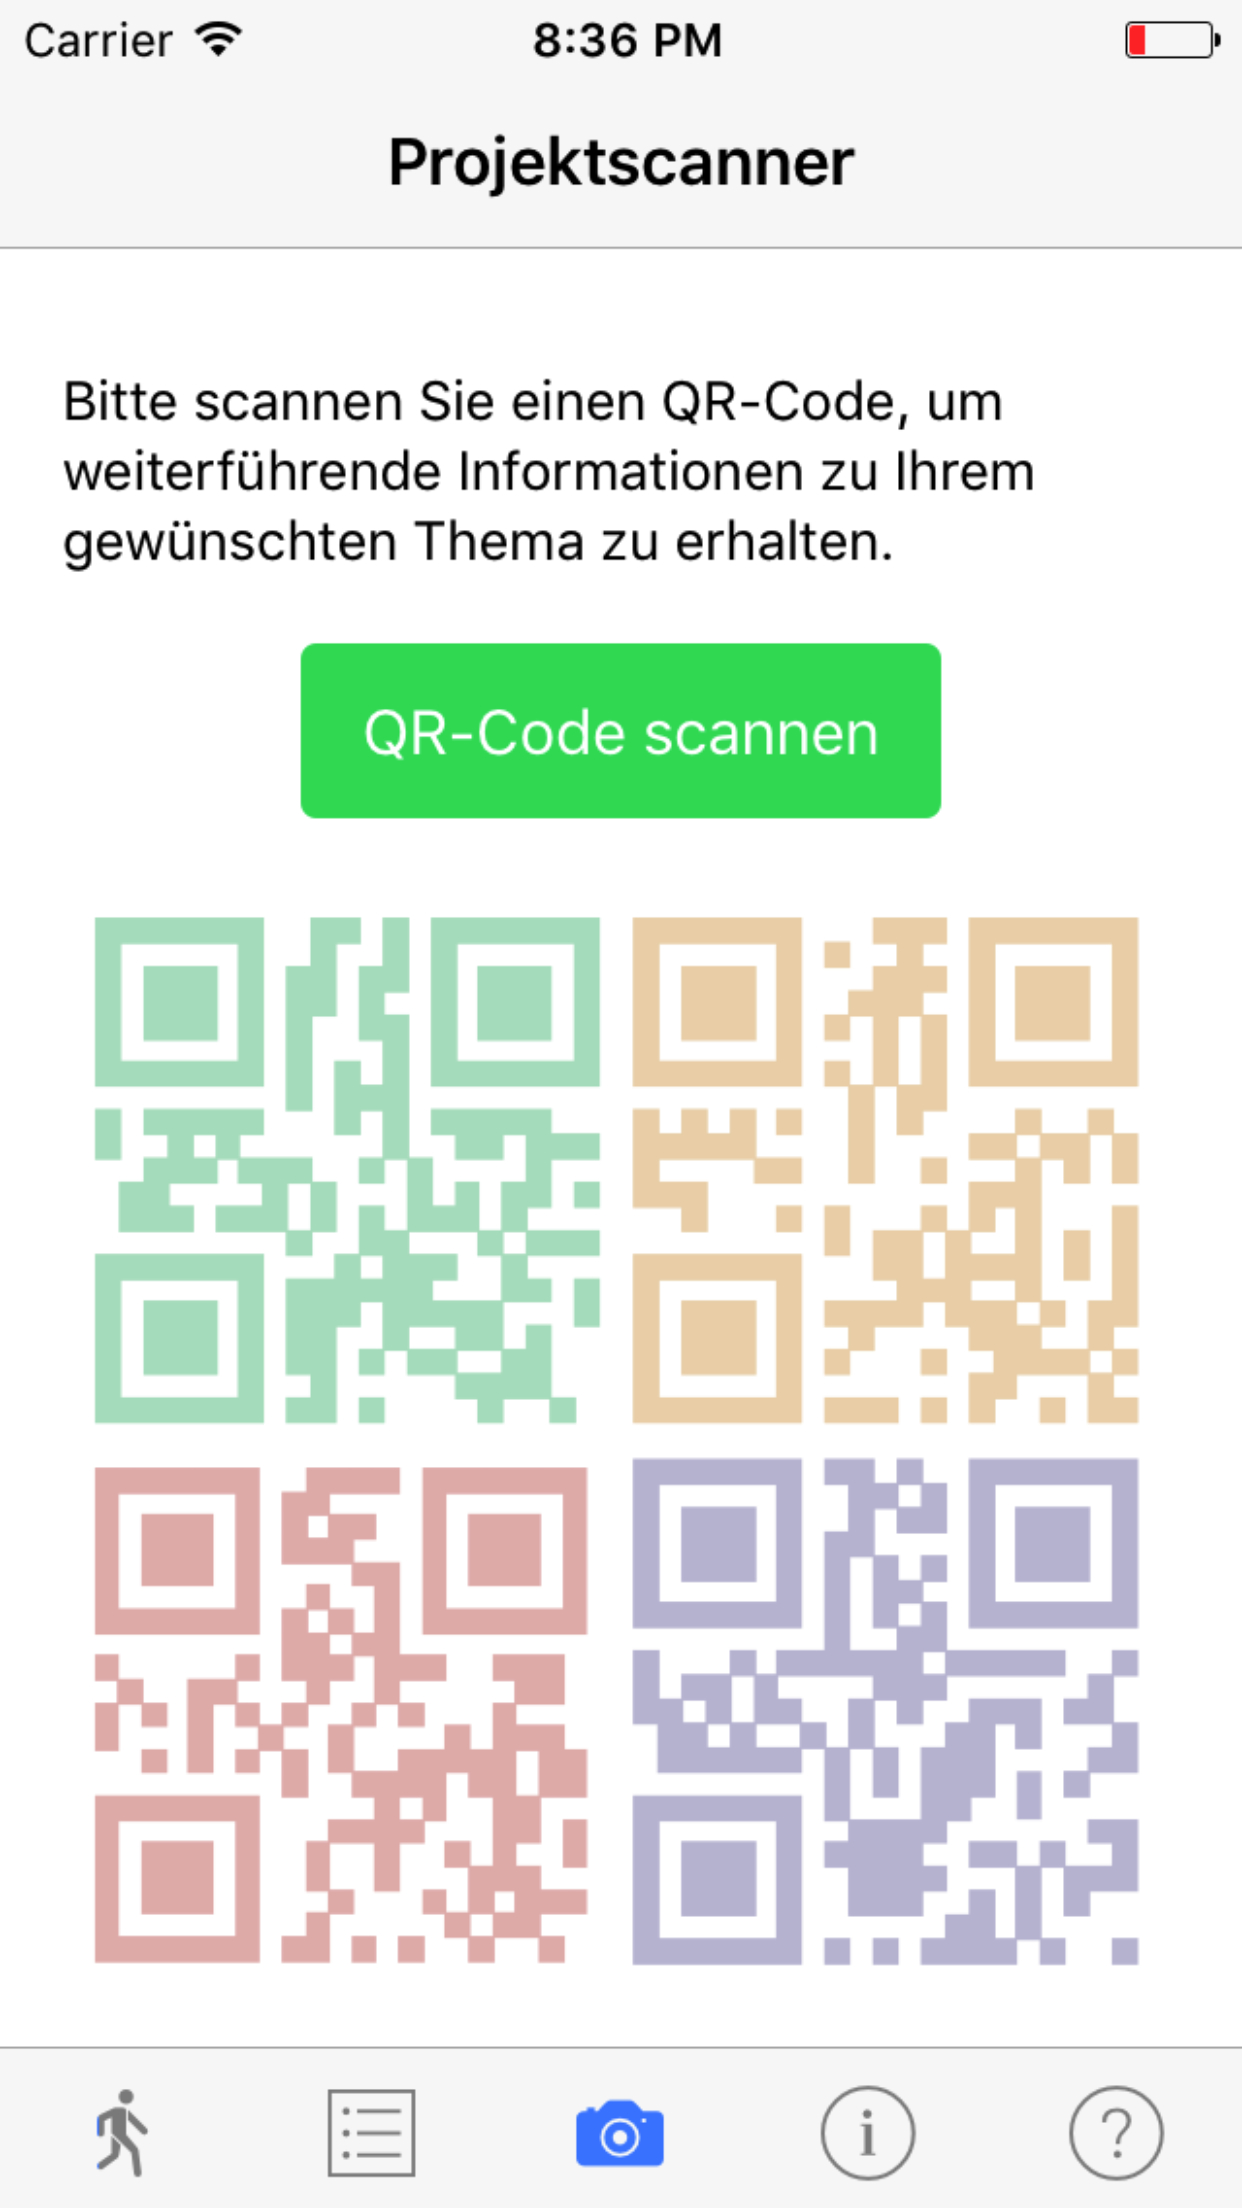 Carrier 8:36 PM
Projektscanner
Bitte scannen Sie einen QR-Code, um
weiterführende Informationen zu Ihrem
gewünschten Thema zu erhalten.
QR-Code scannen
i ?